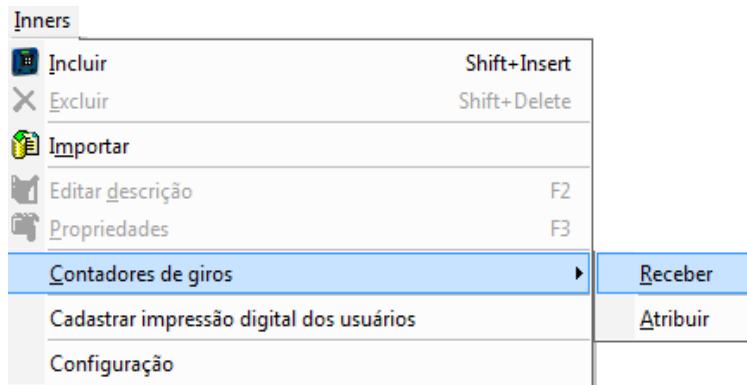 Inners
Incluir Shift+Insert
Excluir Shift+Delete
Importar
Editar descrição F2
Propriedades F3
Contadores de giros Receber
Cadastrar impressão digital dos usuários Atribuir
Configuração